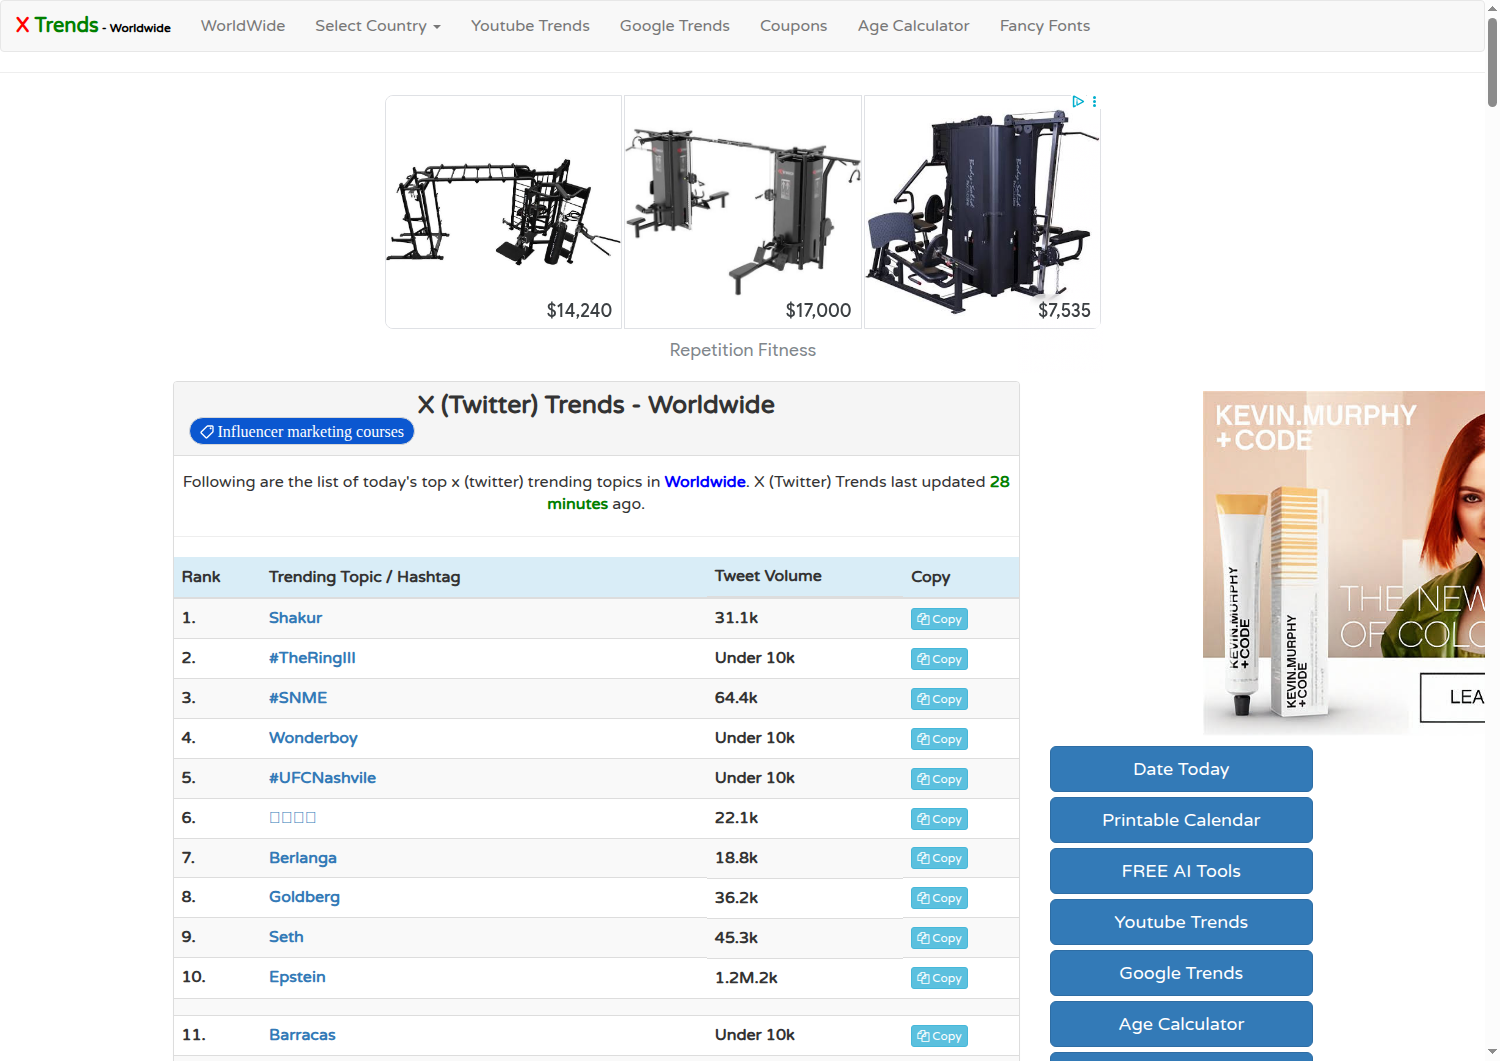 X Trends - Worldwide WorldWide Select Country Youtube Trends Google Trends Coupons Age Calculator Fancy Fonts
$14,240 $17,000 $7,535
Repetition Fitness
X (Twitter) Trends - Worldwide
Influencer marketing courses
Following are the list of today's top x (twitter) trending topics in Worldwide. X (Twitter) Trends last updated 28
minutes ago.
Rank Trending Topic / Hashtag Tweet Volume Copy
1. Shakur 31.1k Copy
2. #TheRingIII Under 10k Copy
3. #SNME 64.4k Copy
4. Wonderboy Under 10k Copy
5. #UFCNashvile Under 10k Copy
6. 22.1k Copy
7. Berlanga 18.8k Copy
8. Goldberg 36.2k Copy
9. Seth 45.3k Copy
10. Epstein 1.2M.2k Copy
11. Barracas Under 10k Copy
KEVIN.MURPHY
+CODE
KEVIN.MURPHY
+CODE
KEVIN.MURPHY
+CODE
THE NEW
OF COLO
LEA
Date Today
Printable Calendar
FREE AI Tools
Youtube Trends
Google Trends
Age Calculator